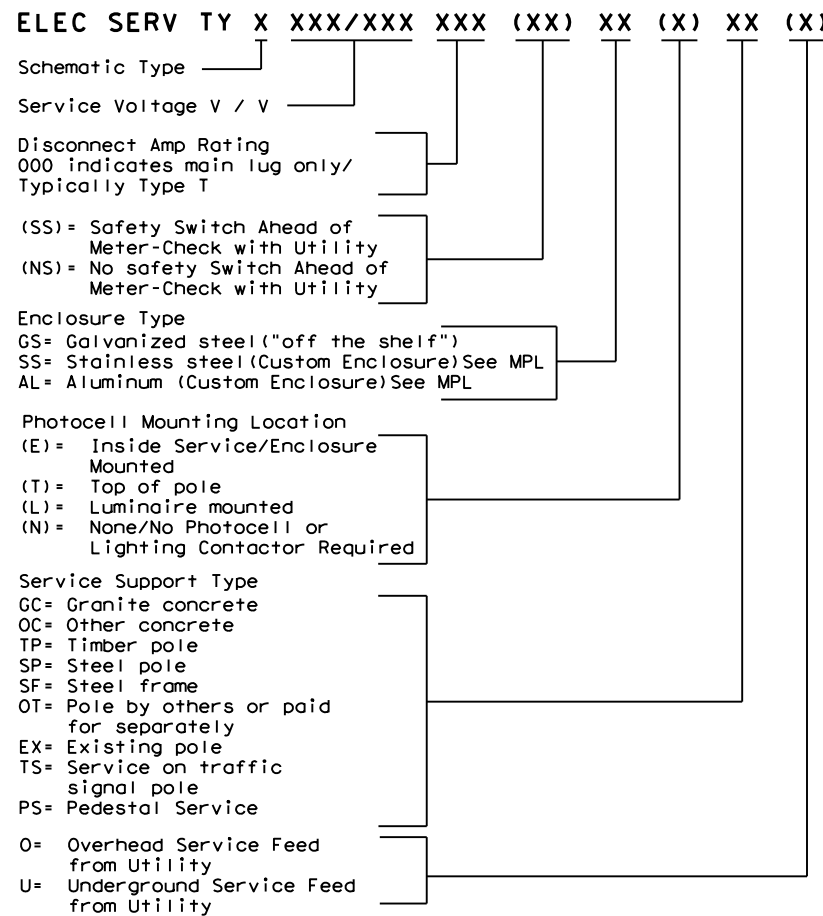 ELEC SERV TY X XXX/XXX XXX (XX) XX (X) XX (X)
Schematic Type
Service Voltage V / V
Disconnect Amp Rating
000 indicates main lug only/
Typically Type T
(SS)= Safety Switch Ahead of
Meter-Check with Utility
(NS)= No safety Switch Ahead of
Meter-Check with Utility
Enclosure Type
GS= Galvanized steel("off the shelf")
SS= Stainless steel(Custom Enclosure)See MPL
AL= Aluminum (Custom Enclosure)See MPL
Photocell Mounting Location
(E)= Inside Service/Enclosure
Mounted
(T)= Top of pole
(L)= Luminaire mounted
(N)= None/No Photocell or
Lighting Contactor Required
Service Support Type
GC= Granite concrete
OC= Other concrete
TP= Timber pole
SP= Steel pole
SF= Steel frame
OT= Pole by others or paid
for separately
EX= Existing pole
TS= Service on traffic
signal pole
PS= Pedestal Service
O= Overhead Service Feed
from Utility
U= Underground Service Feed
from Utility